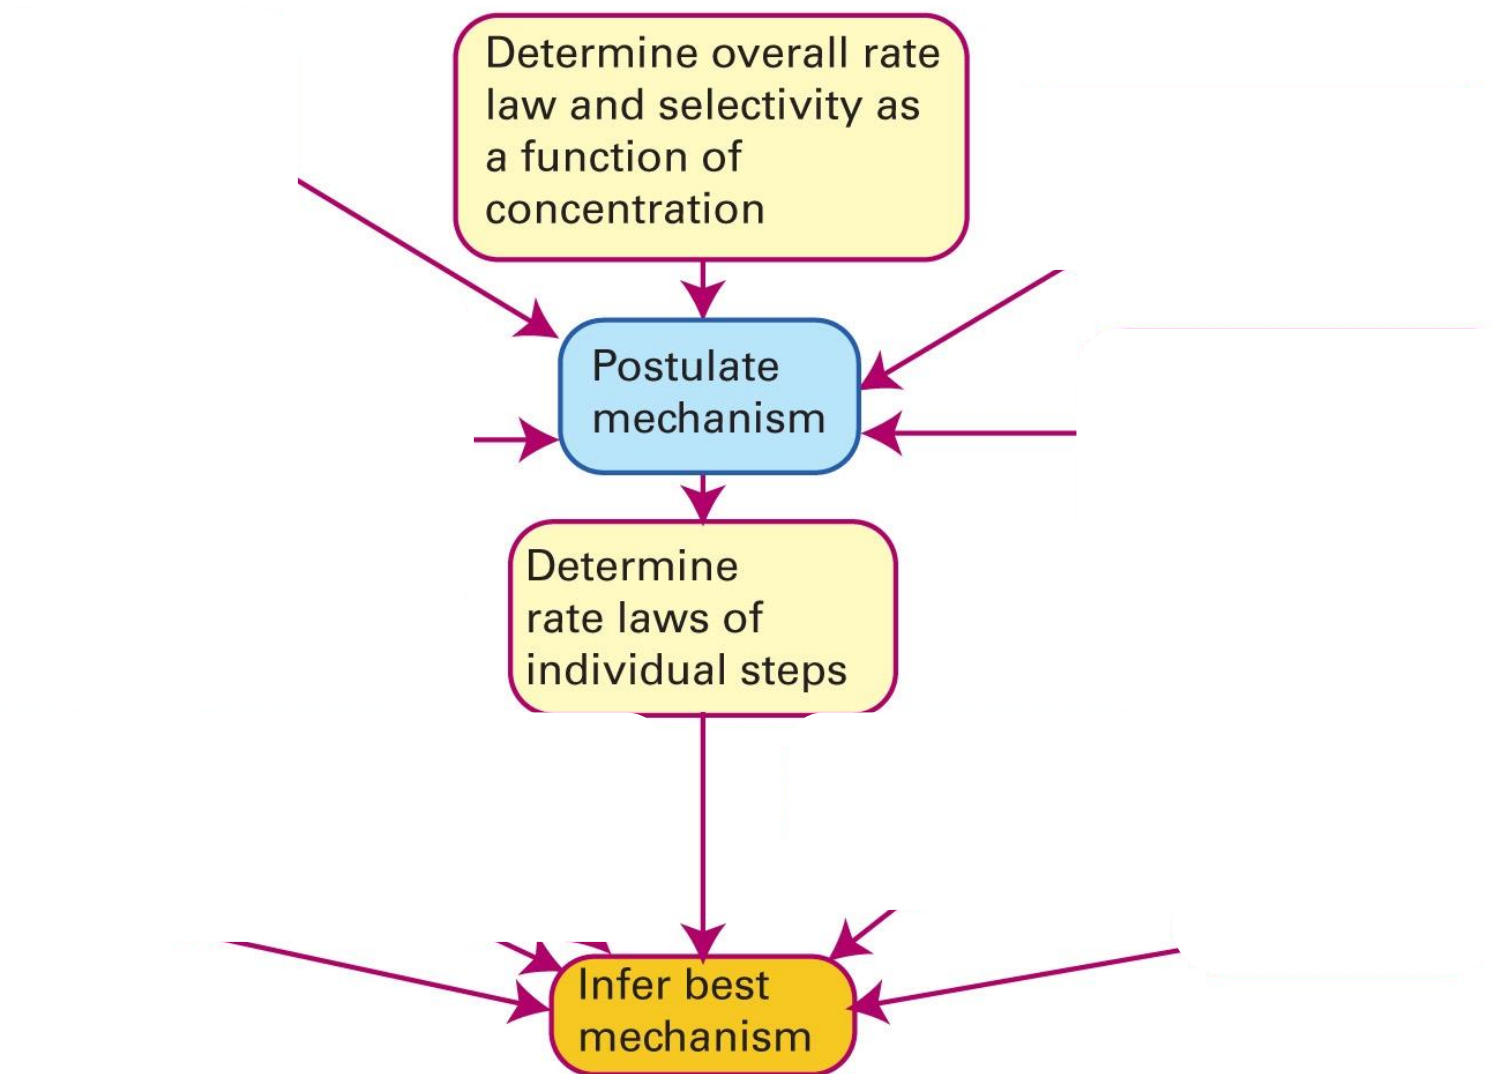 Determine overall rate
law and selectivity as
a function of
concentration
Postulate
mechanism
Determine
rate laws of
individual steps
Infer best
mechanism